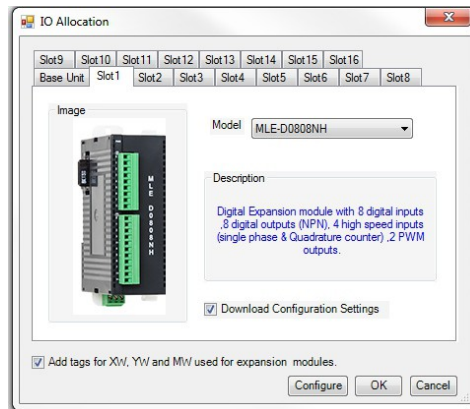 IO Allocation
Slot9 Slot10 Slot11 Slot12 Slot13 Slot14 Slot15 Slot16
Base Unit Slot1 Slot2 Slot3 Slot4 Slot5 Slot6 Slot7 Slot8
Image
Model MLE-D0808NH
MLE D0808NH
Description
Digital Expansion module with 8 digital inputs
,8 digital outputs (NPN), 4 high speed inputs
(single phase & Quadrature counter) ,2 PWM
outputs.
Download Configuration Settings
Add tags for XW, YW and MW used for expansion modules.
Configure OK Cancel